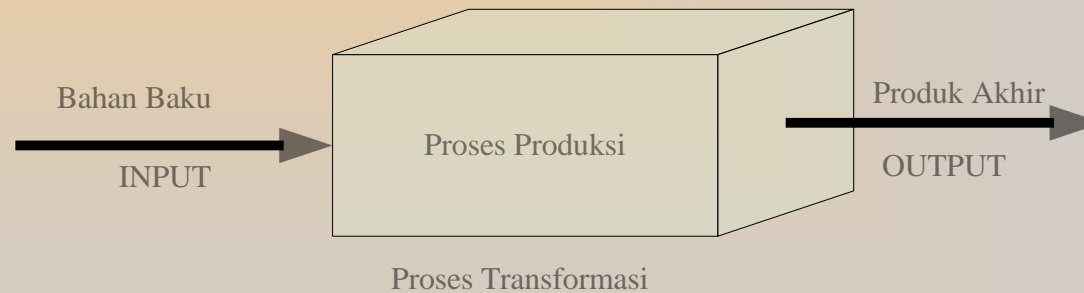 Bahan Baku
INPUT
Proses Produksi
Produk Akhir
OUTPUT
Proses Transformasi